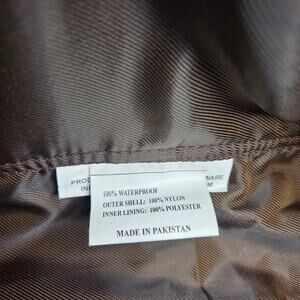 100% WATERPROOF
OUTER SHELL: 100% NYLON
INNER LINING: 100% POLYESTER
MADE IN PAKISTAN